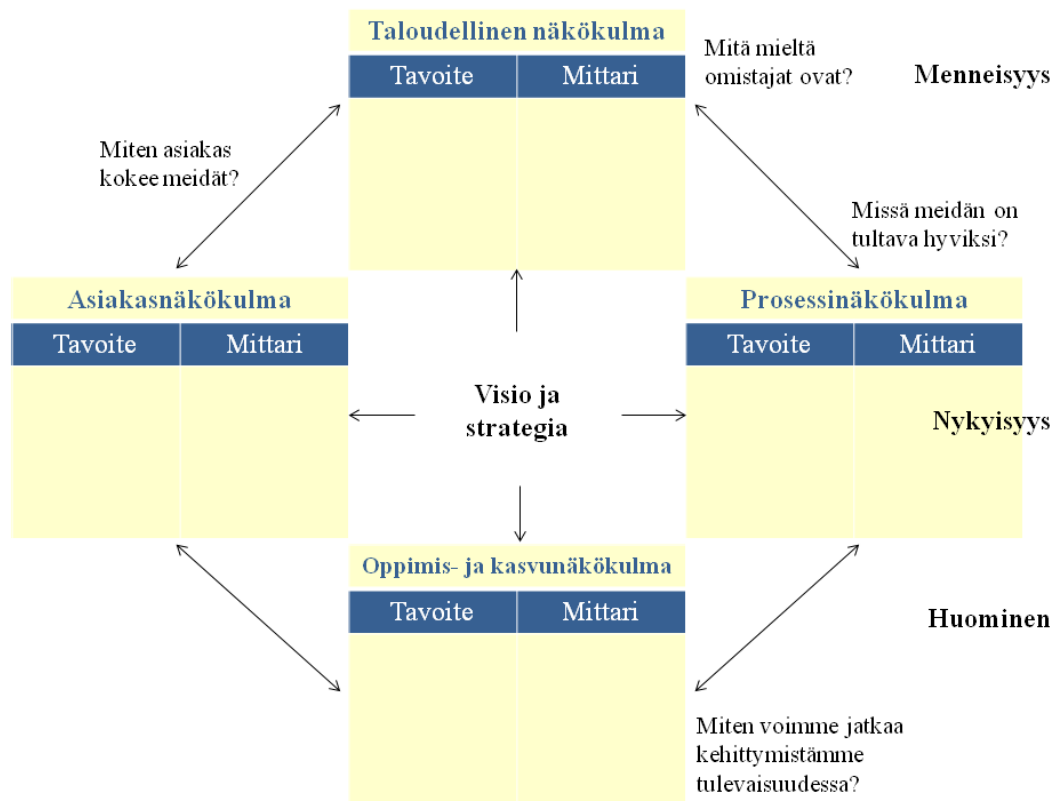 Taloudellinen näkökulma
Tavoite Mittari
Mitä mieltä
omistajat ovat?
Menneisyys
Miten asiakas
kokee meidät?
Missä meidän on
tultava hyviksi?
Asiakasnäkökulma
Tavoite Mittari
Prosessinäkökulma
Tavoite Mittari
Visio ja
strategia
Nykyisyys
Oppimis- ja kasvunäkökulma
Tavoite Mittari
Huominen
Miten voimme jatkaa
kehittymistämme
tulevaisuudessa?